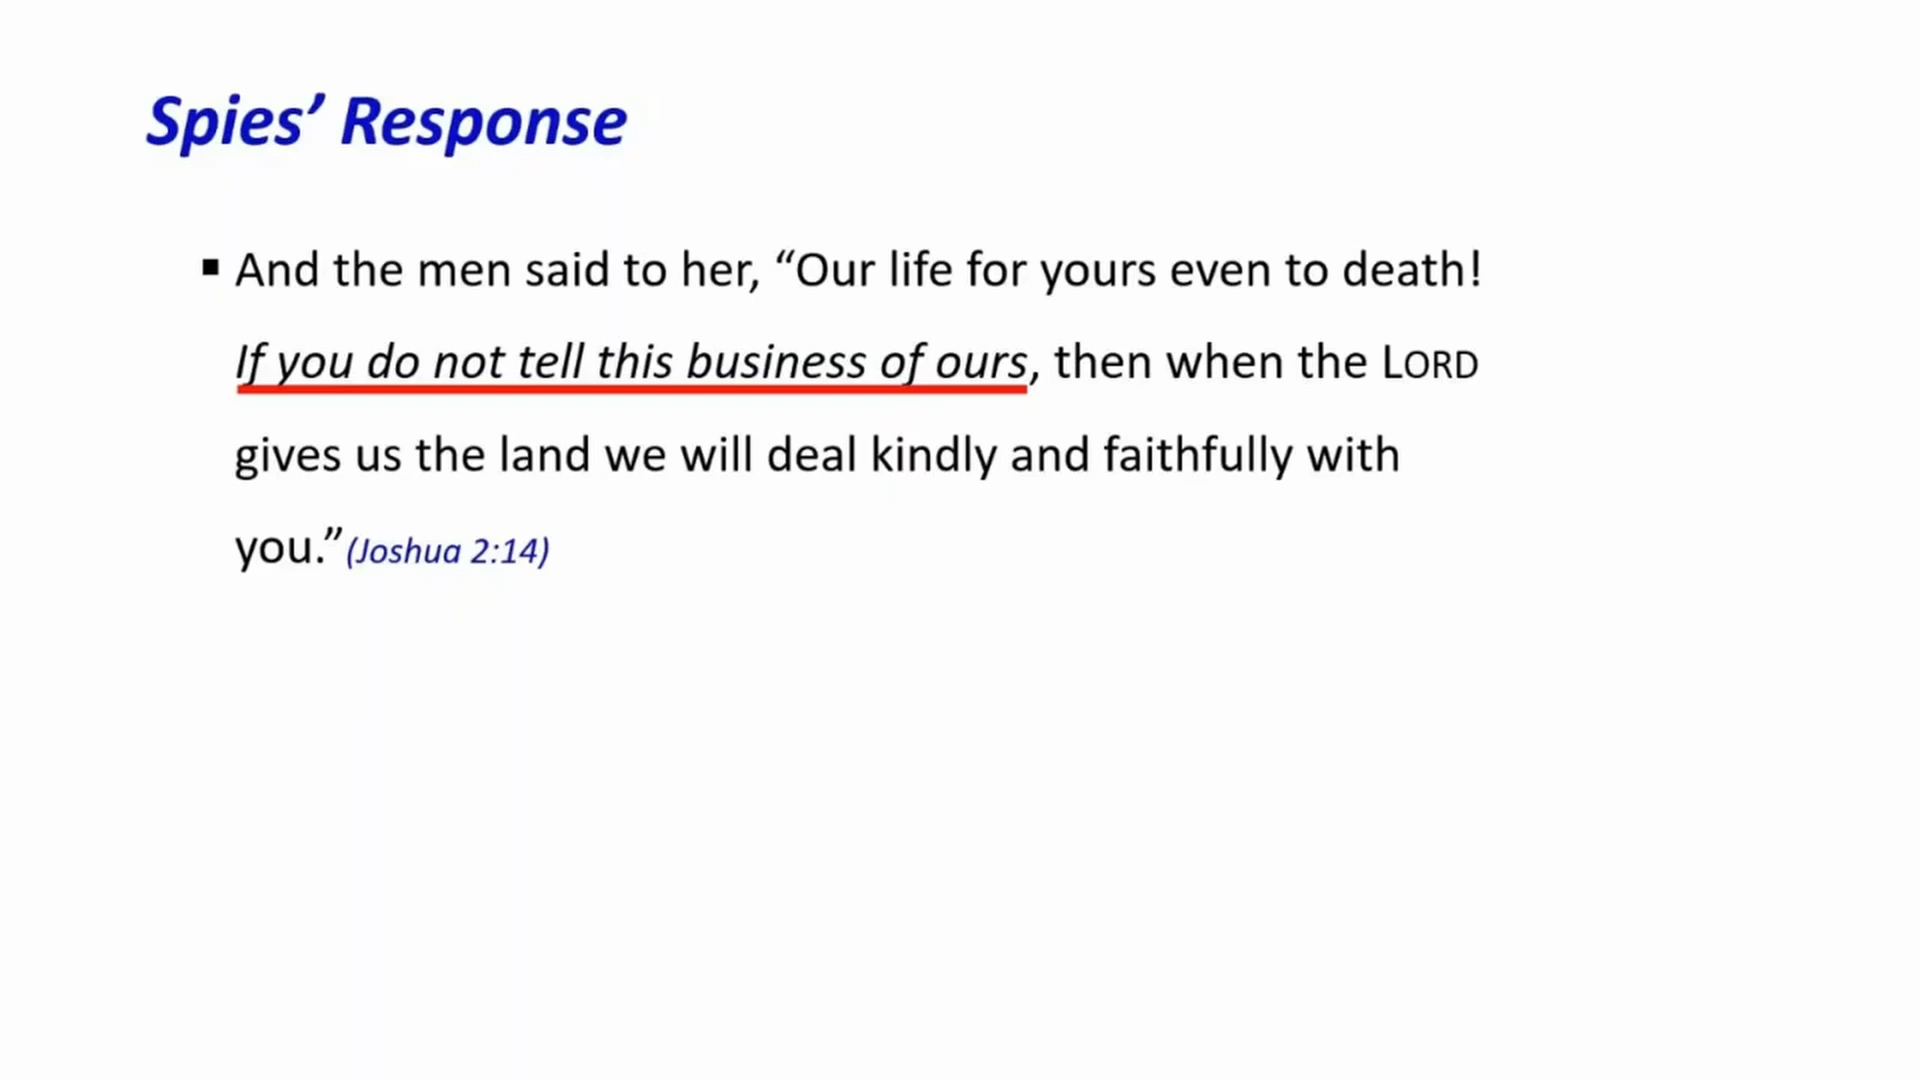 Spies’ Response
▪ And the men said to her, “Our life for yours even to death!
If you do not tell this business of ours, then when the LORD
gives us the land we will deal kindly and faithfully with
you.” (Joshua 2:14)